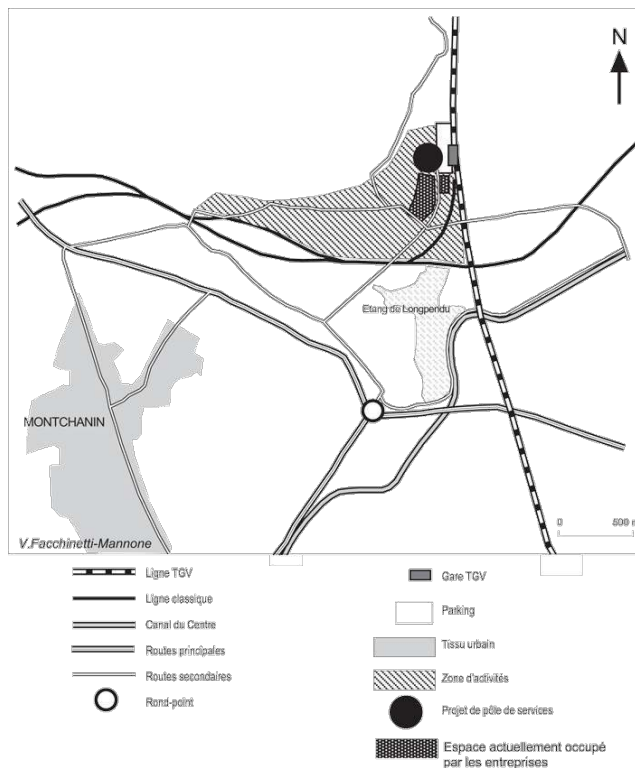 N
Etang de Longpendu
MONTCHANIN
0 500 m
V.Facchinetti-Mannone
Ligne TGV
Ligne classique
Canal du Centre
Routes principales
Routes secondaires
Rond-point
Gare TGV
Parking
Tissu urbain
Zone d'activités
Projet de pôle de services
Espace actuellement occupé
par les entreprises